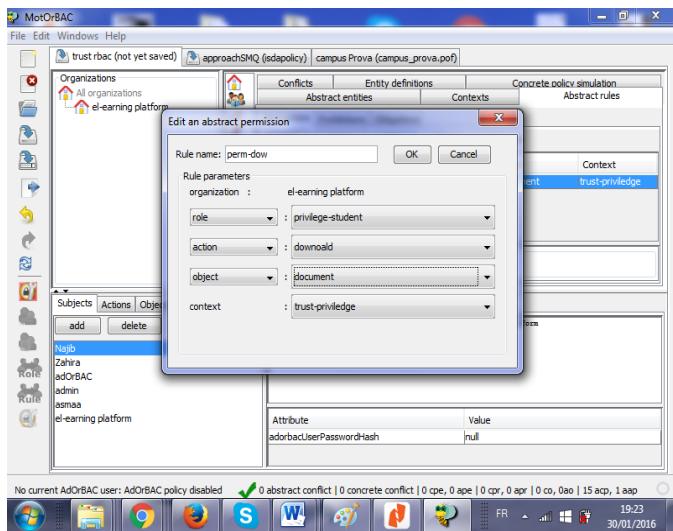 MotOrBAC
File Edit Windows Help
trust rbac (not yet saved) approachSMQ (isdapolicy) campus Prova (campus_prova.pof)
Organizations
All organizations
el-earning platform
Conflicts Entity definitions Concrete policy simulation
Abstract entities Contexts Abstract rules
Edit an abstract permission
Rule name: perm-dow OK Cancel
Rule parameters
organization : el-earning platform
role : privilege-student
action : downoald
object : document
context : trust-priviledge
Context
ent trust-priviledge
Subjects Actions Obje
add delete
Najib
Zahira
adOrBAC
admin
asmaa
el-earning platform
form
Attribute Value
adorbacUserPasswordHash null
Role
Rule
No current AdOrBAC user: AdOrBAC policy disabled 0 abstract conflict | 0 concrete conflict | 0 cpe, 0 ape | 0 cpr, 0 apr | 0 co, 0ao | 15 acp, 1 aap
FR 19:23
30/01/2016